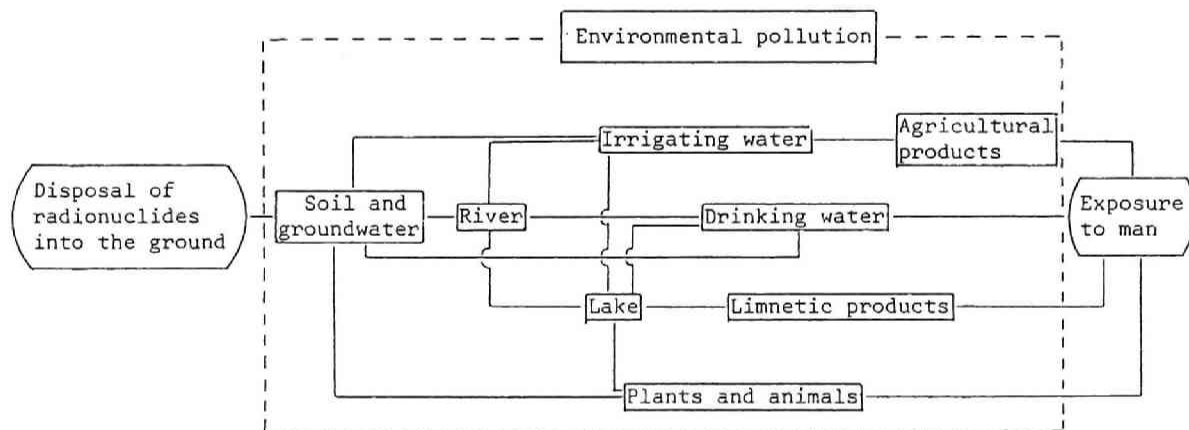 Environmental pollution
Irrigating water
Agricultural
products
Disposal of
radionuclides
into the ground
Soil and
groundwater
River
Drinking water
Exposure
to man
Lake
Limnetic products
Plants and animals